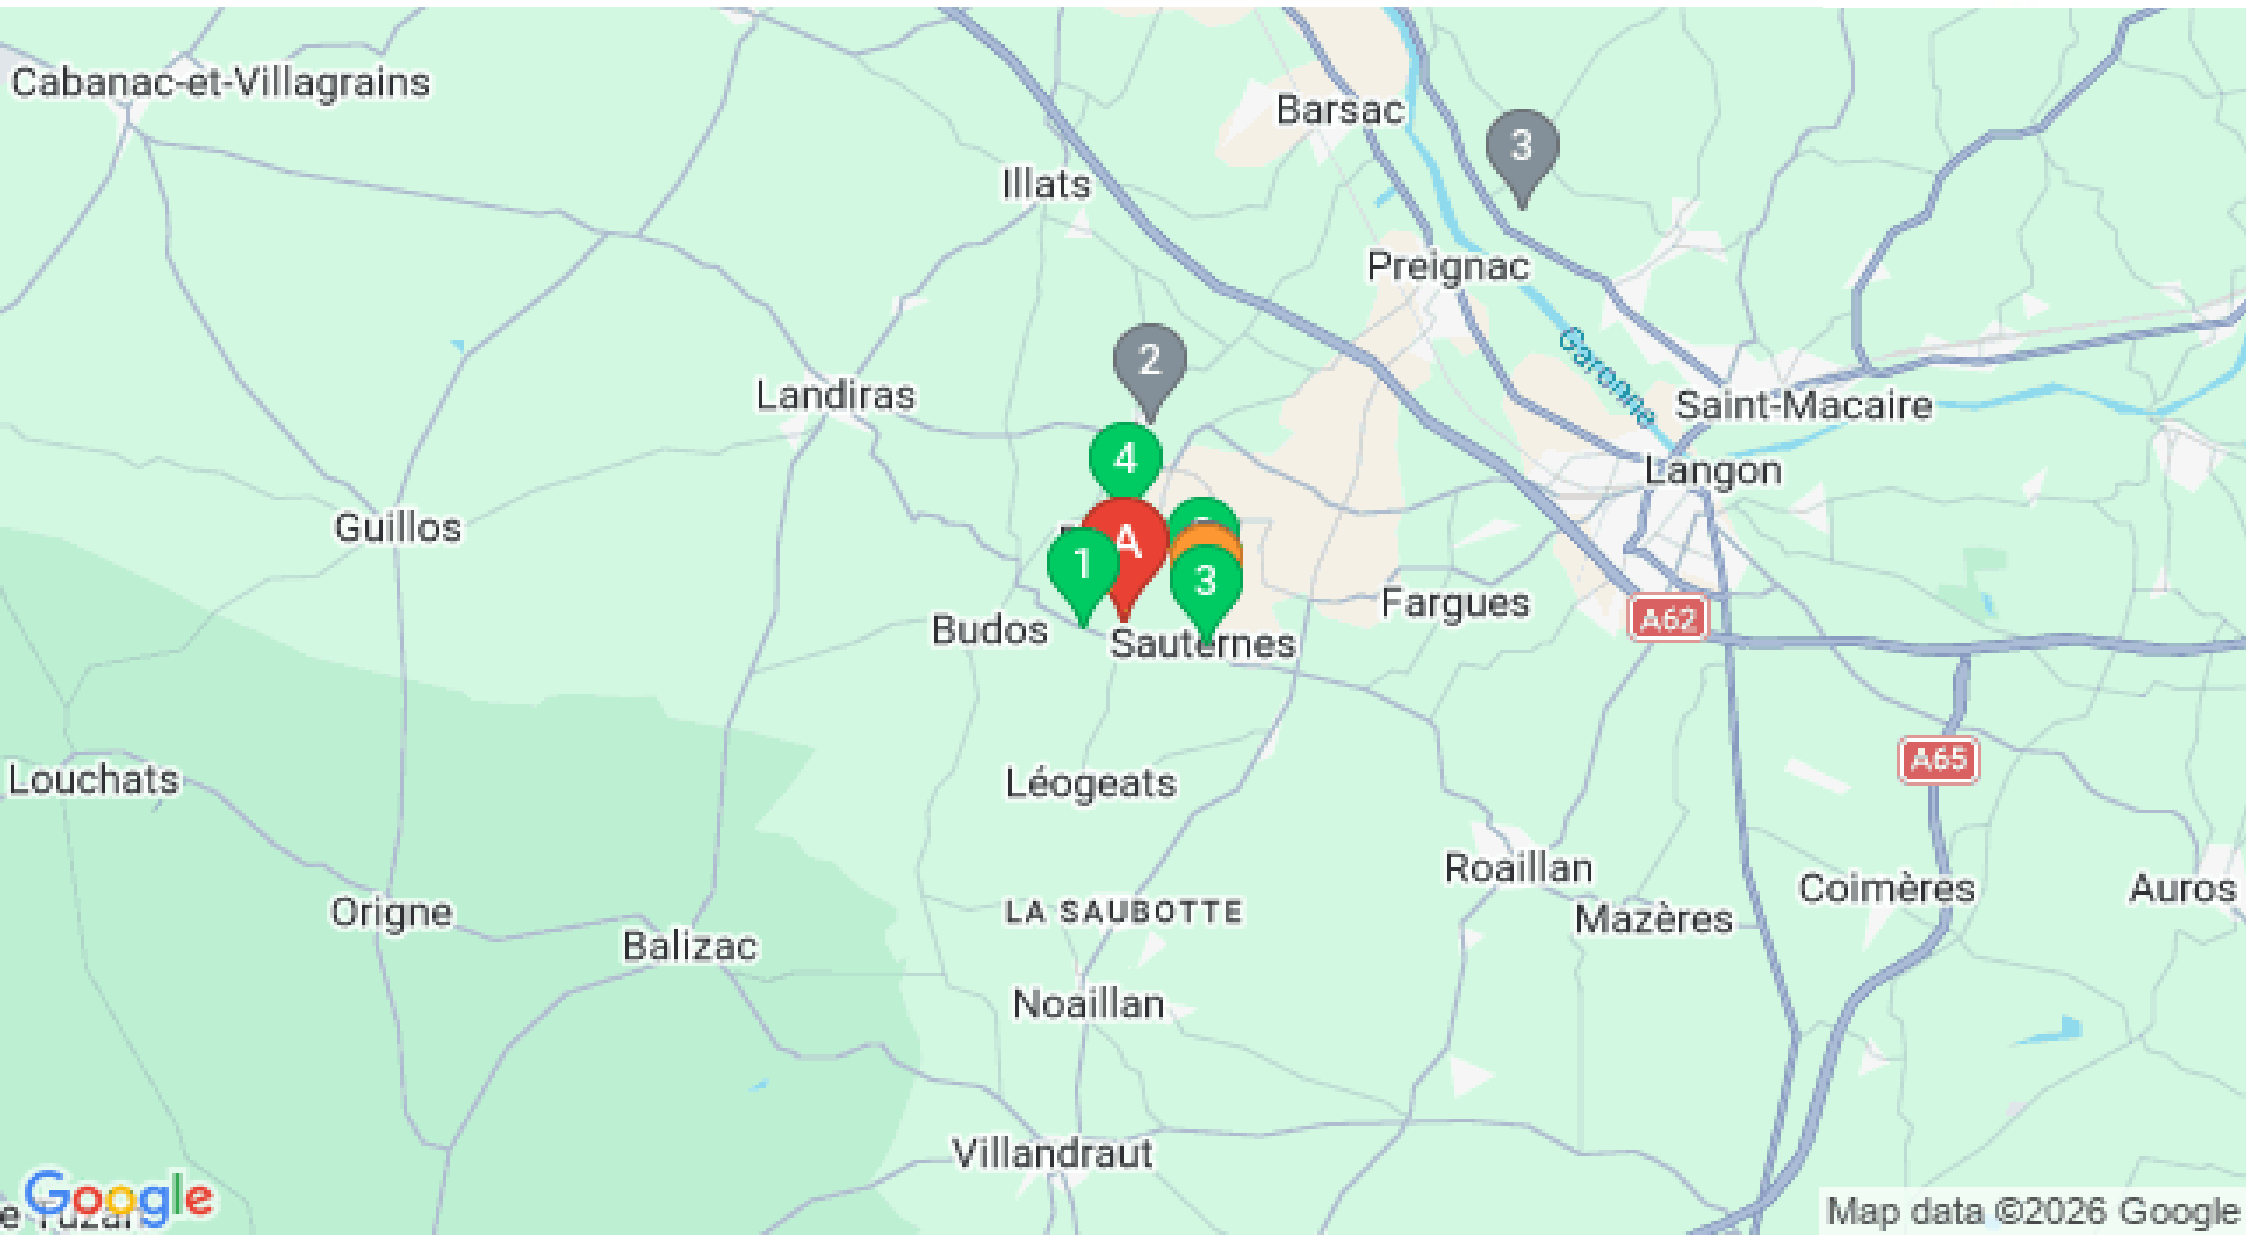 Cabanac-et-Villagrains
Barsac
3
Illats
Preignac
Garonne
2
Landiras
Saint-Macaire
4
Langon
Guillos
A
1
3
Fargues
A62
Budos
Sauternes
A65
Louchats
Léogeats
Roaillan
Coimères
Auros
Origne
LA SAUBOTTE
Mazères
Balizac
Noaillan
Villandraut
Google
Map data ©2026 Google